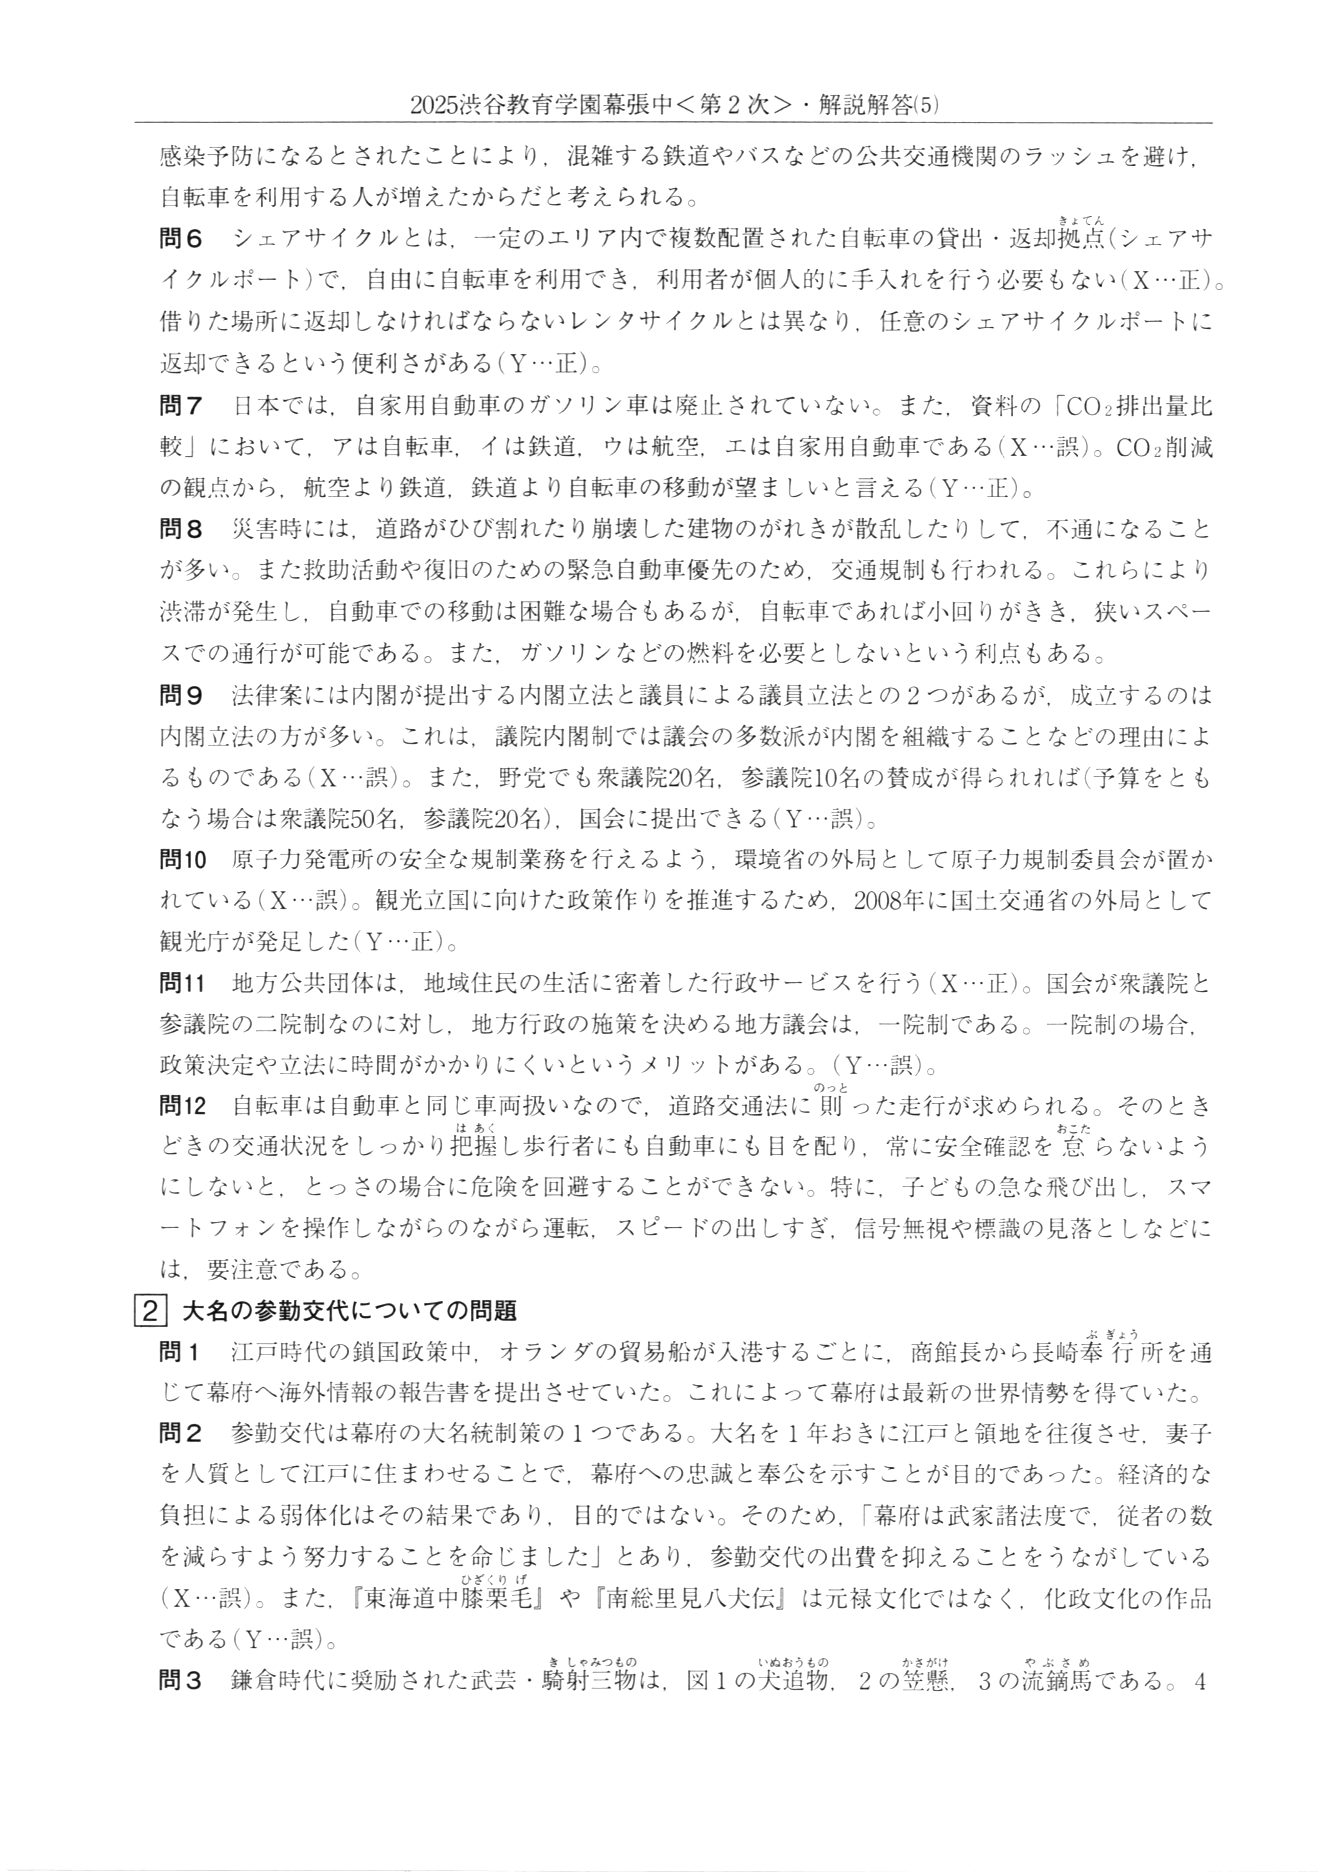 2025渋谷教育学園幕張中＜第２次＞・解説解答(5)
感染予防になるとされたことにより，混雑する鉄道やバスなどの公共交通機関のラッシュを避け，
自転車を利用する人が増えたからだと考えられる。
問６　シェアサイクルとは，一定のエリア内で複数配置された自転車の貸出・返却拠点(シェアサ
イクルポート)で，自由に自転車を利用でき，利用者が個人的に手入れを行う必要もない(Ｘ…正)。
借りた場所に返却しなければならないレンタサイクルとは異なり，任意のシェアサイクルポートに
返却できるという便利さがある(Ｙ…正)。
問７　日本では，自家用自動車のガソリン車は廃止されていない。また，資料の「CO₂排出量比
較」において，アは自転車，イは鉄道，ウは航空，エは自家用自動車である(Ｘ…誤)。CO₂削減
の観点から，航空より鉄道，鉄道より自転車の移動が望ましいと言える(Ｙ…正)。
問８　災害時には，道路がひび割れたり崩壊した建物のがれきが散乱したりして，不通になること
が多い。また救助活動や復旧のための緊急自動車優先のため，交通規制も行われる。これらにより
渋滞が発生し，自動車での移動は困難な場合もあるが，自転車であれば小回りがきき，狭いスペー
スでの通行が可能である。また，ガソリンなどの燃料を必要としないという利点もある。
問９　法律案には内閣が提出する内閣立法と議員による議員立法との２つがあるが，成立するのは
内閣立法の方が多い。これは，議院内閣制では議会の多数派が内閣を組織することなどの理由によ
るものである(Ｘ…誤)。また，野党でも衆議院20名，参議院10名の賛成が得られれば(予算をとも
なう場合は衆議院50名，参議院20名)，国会に提出できる(Ｙ…誤)。
問10　原子力発電所の安全な規制業務を行えるよう，環境省の外局として原子力規制委員会が置か
れている(Ｘ…誤)。観光立国に向けた政策作りを推進するため，2008年に国土交通省の外局として
観光庁が発足した(Ｙ…正)。
問11　地方公共団体は，地域住民の生活に密着した行政サービスを行う(Ｘ…正)。国会が衆議院と
参議院の二院制なのに対し，地方行政の施策を決める地方議会は，一院制である。一院制の場合，
政策決定や立法に時間がかかりにくいというメリットがある。(Ｙ…誤)。
問12　自転車は自動車と同じ車両扱いなので，道路交通法に則った走行が求められる。そのとき
どきの交通状況をしっかり把握し歩行者にも自動車にも目を配り，常に安全確認を怠らないよう
にしないと，とっさの場合に危険を回避することができない。特に，子どもの急な飛び出し，スマ
ートフォンを操作しながらのながら運転，スピードの出しすぎ，信号無視や標識の見落としなどに
は，要注意である。
２　大名の参勤交代についての問題
問１　江戸時代の鎖国政策中，オランダの貿易船が入港するごとに，商館長から長崎奉行所を通
じて幕府へ海外情報の報告書を提出させていた。これによって幕府は最新の世界情勢を得ていた。
問２　参勤交代は幕府の大名統制策の１つである。大名を１年おきに江戸と領地を往復させ，妻子
を人質として江戸に住まわせることで，幕府への忠誠と奉公を示すことが目的であった。経済的な
負担による弱体化はその結果であり，目的ではない。そのため，「幕府は武家諸法度で，従者の数
を減らすよう努力することを命じました」とあり，参勤交代の出費を抑えることをうながしている
(Ｘ…誤)。また，『東海道中膝栗毛』や『南総里見八犬伝』は元禄文化ではなく，化政文化の作品
である(Ｙ…誤)。
問３　鎌倉時代に奨励された武芸・騎射三物は，図１の犬追物，２の笠懸，３の流鏑馬である。４